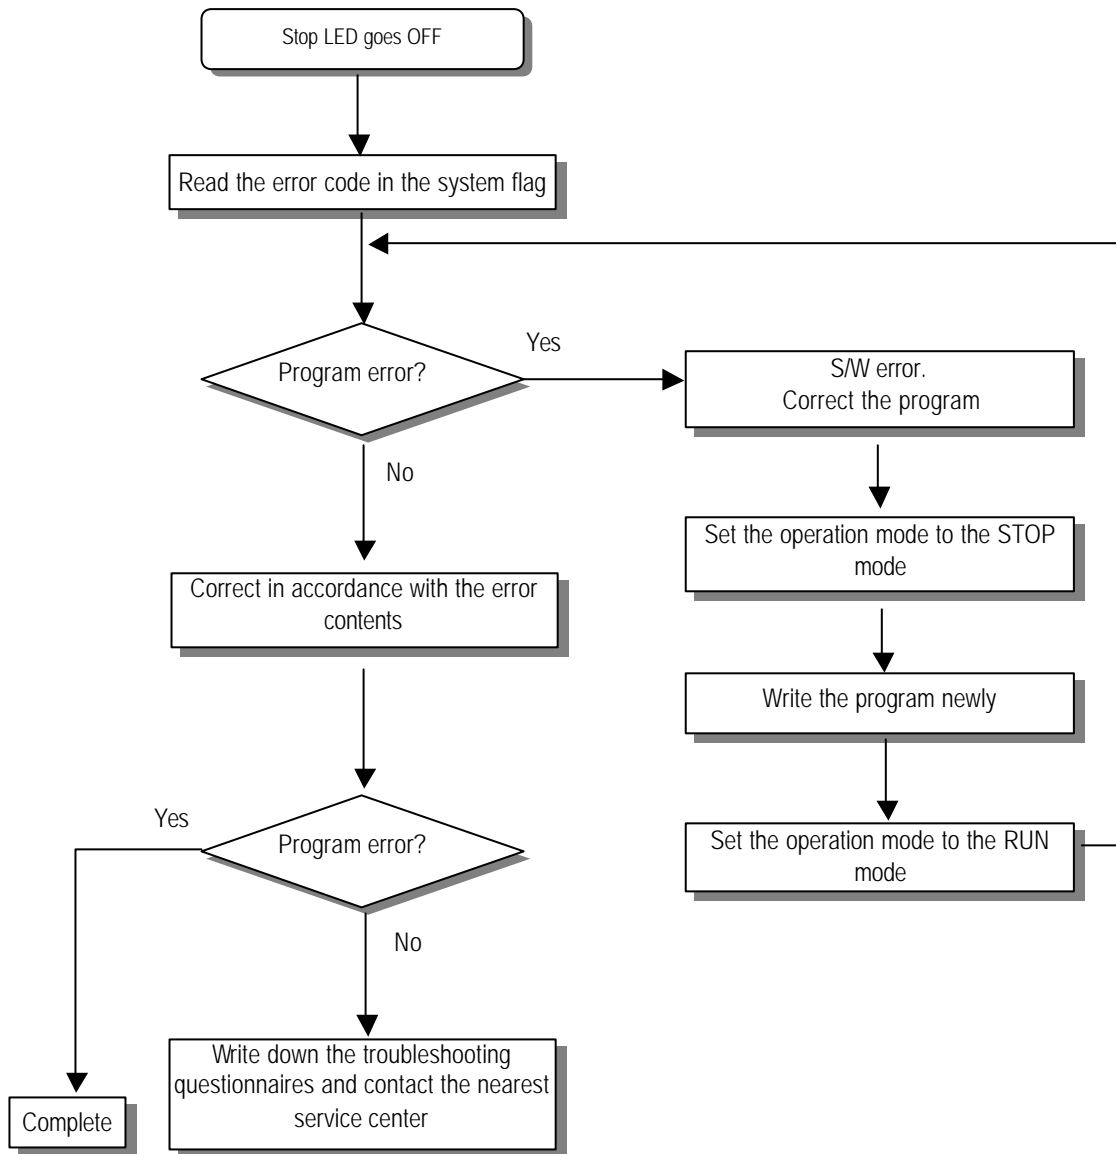 Stop LED goes OFF
Read the error code in the system flag
Program error?
Yes
S/W error.
Correct the program
No
Set the operation mode to the STOP
mode
Correct in accordance with the error
contents
Write the program newly
Yes
Program error?
Set the operation mode to the RUN
mode
No
Write down the troubleshooting
questionnaires and contact the nearest
service center
Complete